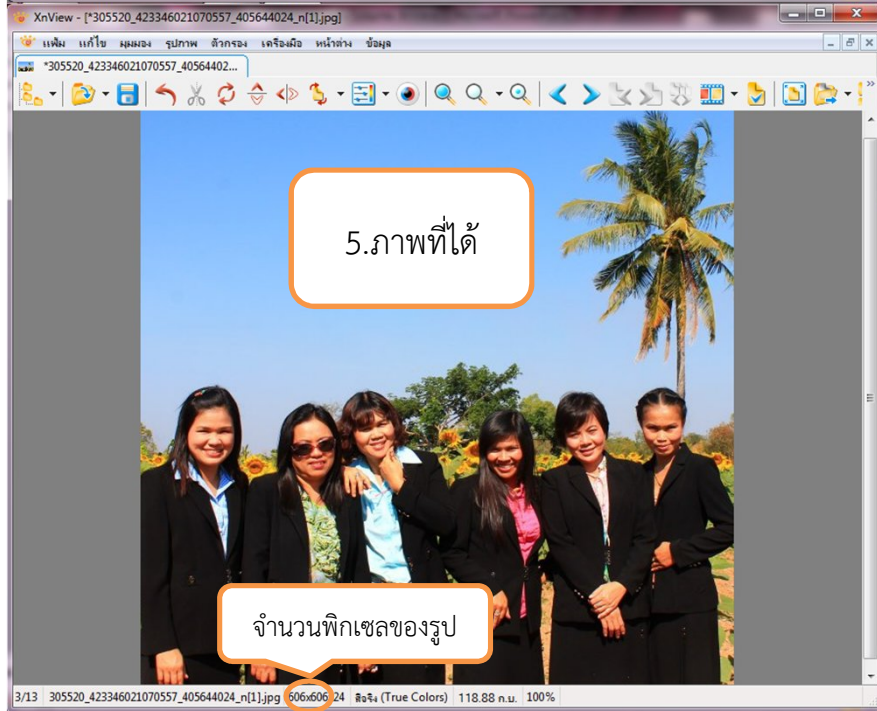 XnView - [*305520_423346021070557_405644024_n[1].jpg]
แฟ้ม แก้ไข มุมมอง รูปภาพ ตัวกรอง เครื่องมือ หน้าต่าง ข้อมูล
*305520_423346021070557_40564402...
5.ภาพที่ได้
จำนวนพิกเซลของรูป
3/13 305520_423346021070557_405644024_n[1].jpg 606x606 24 สีจริง (True Colors) 118.88 ก.บ. 100%